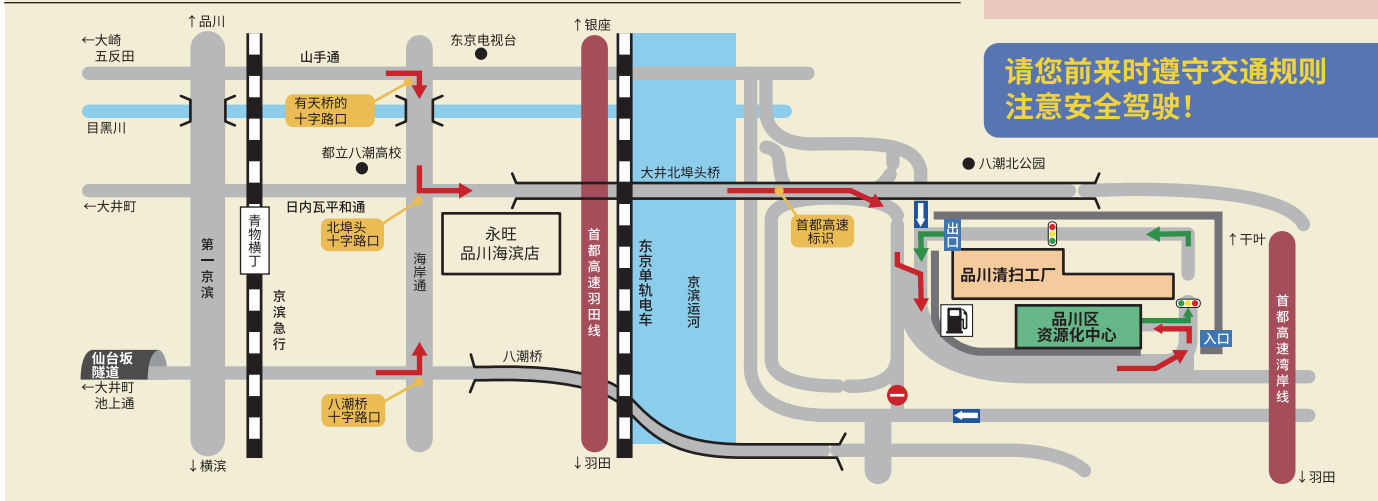 ↑品川
↑银座
←大崎
五反田
山手通
东京电视台
请您前来时遵守交通规则
注意安全驾驶！
有天桥的
十字路口
目黑川
都立八潮高校
大井北埠头桥
八潮北公园
←大井町
日内瓦平和通
北埠头
十字路口
青物横丁
永旺
品川海滨店
首都高速
标识
出口
↑干叶
第一京滨
海岸通
首都高速羽田线
东京单轨电车
京滨运河
品川清扫工厂
京滨急行
品川区
资源化中心
入口
首都高速湾岸线
仙台坂
隧道
八潮桥
←大井町
池上通
八潮桥
十字路口
↓横滨
↓羽田
↓羽田